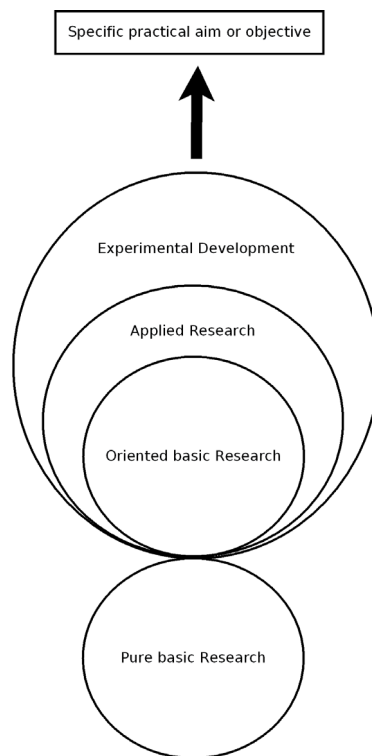 Specific practical aim or objective
Experimental Development
Applied Research
Oriented basic Research
Pure basic Research